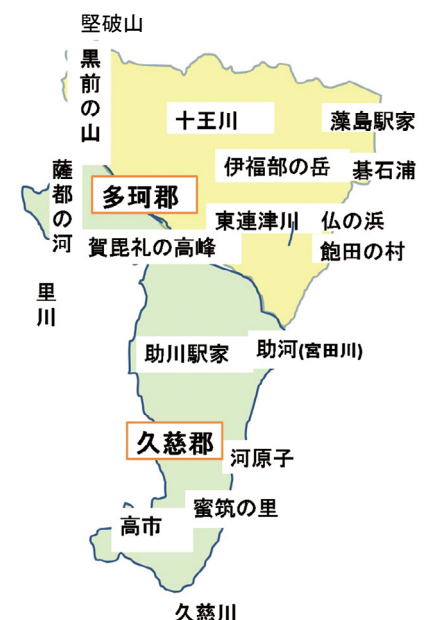 堅破山
黒前の山
十王川
藻島駅家
伊福部の岳
碁石浦
薩都の河
多珂郡
東連津川
仏の浜
賀毘礼の高峰
飽田の村
里川
助川駅家
助河(宮田川)
久慈郡
河原子
蜜筑の里
高市
久慈川